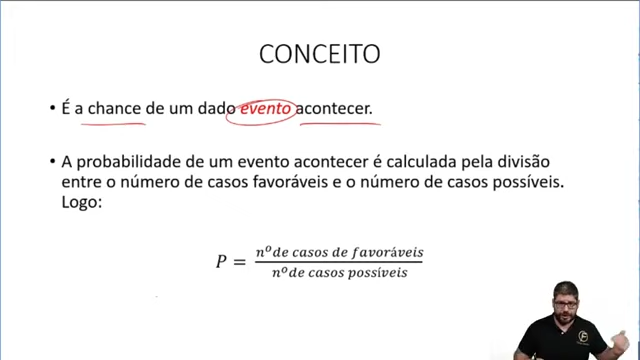 CONCEITO
• É a chance de um dado evento acontecer.
• A probabilidade de um evento acontecer é calculada pela divisão
entre o número de casos favoráveis e o número de casos possíveis.
Logo:
P = nº de casos de favoráveis / nº de casos possíveis